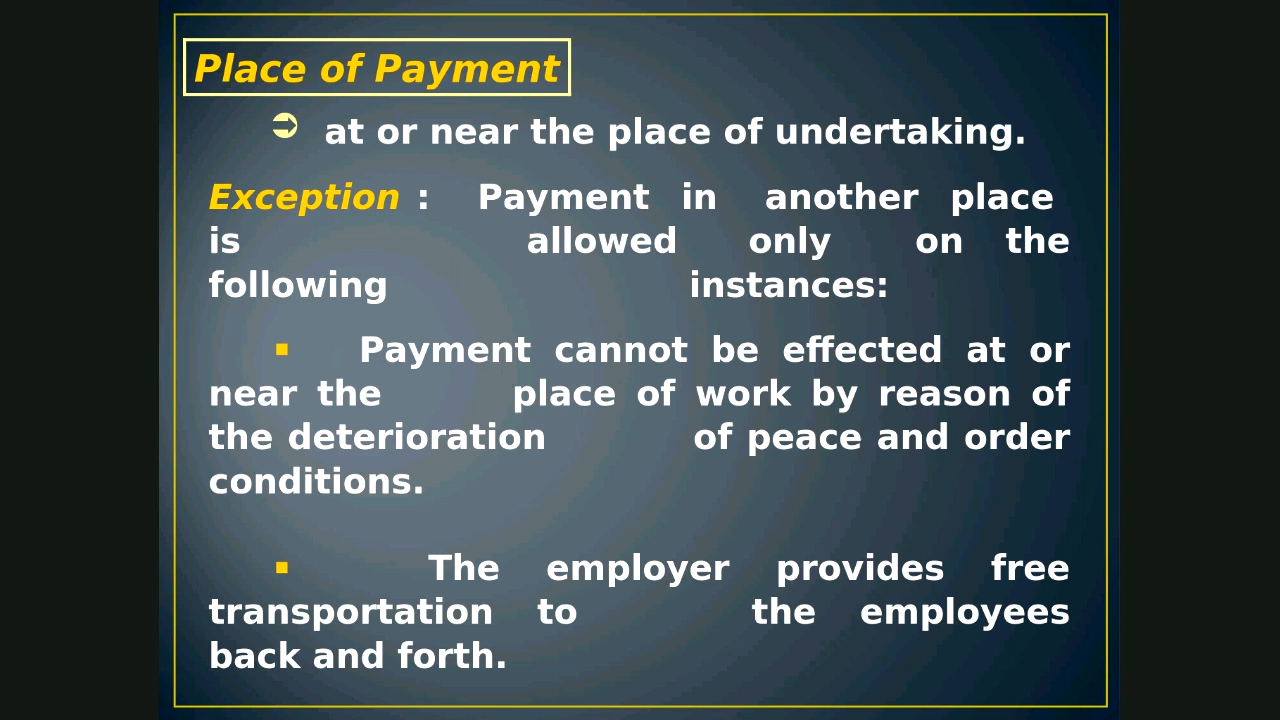 Place of Payment
➲ at or near the place of undertaking.
Exception : Payment in another place
is allowed only on the
following instances:
▪ Payment cannot be effected at or
near the place of work by reason of
the deterioration of peace and order
conditions.
▪ The employer provides free
transportation to the employees
back and forth.